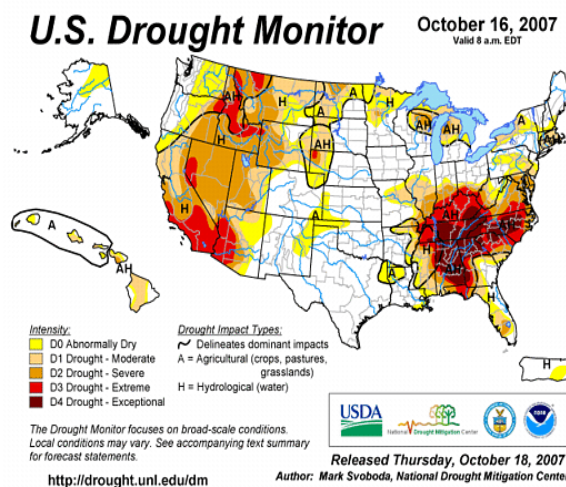 U.S. Drought Monitor
October 16, 2007
Valid 8 a.m. EDT
AH
H
A
A
H
AH
AH
AH
A
AH
H
H
A
AH
H
AH
A
H
A
AH
H
Intensity:
D0 Abnormally Dry
D1 Drought - Moderate
D2 Drought - Severe
D3 Drought - Extreme
D4 Drought - Exceptional
Drought Impact Types:
Delineates dominant impacts
A = Agricultural (crops, pastures,
grasslands)
H = Hydrological (water)
The Drought Monitor focuses on broad-scale conditions.
Local conditions may vary. See accompanying text summary
for forecast statements.
http://drought.unl.edu/dm
USDA
National Drought Mitigation Center
Released Thursday, October 18, 2007
Author: Mark Svoboda, National Drought Mitigation Center